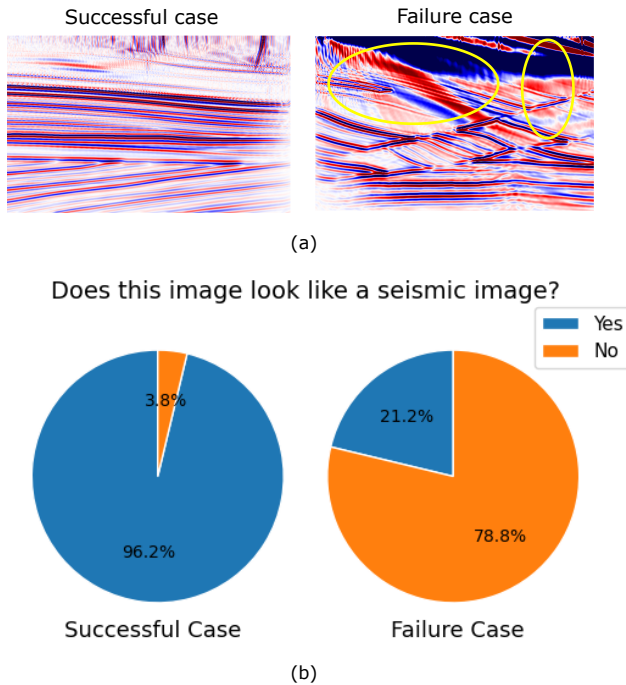 Successful case
Failure case
(a)
Does this image look like a seismic image?
Yes
No
3.8%
96.2%
21.2%
78.8%
Successful Case
Failure Case
(b)